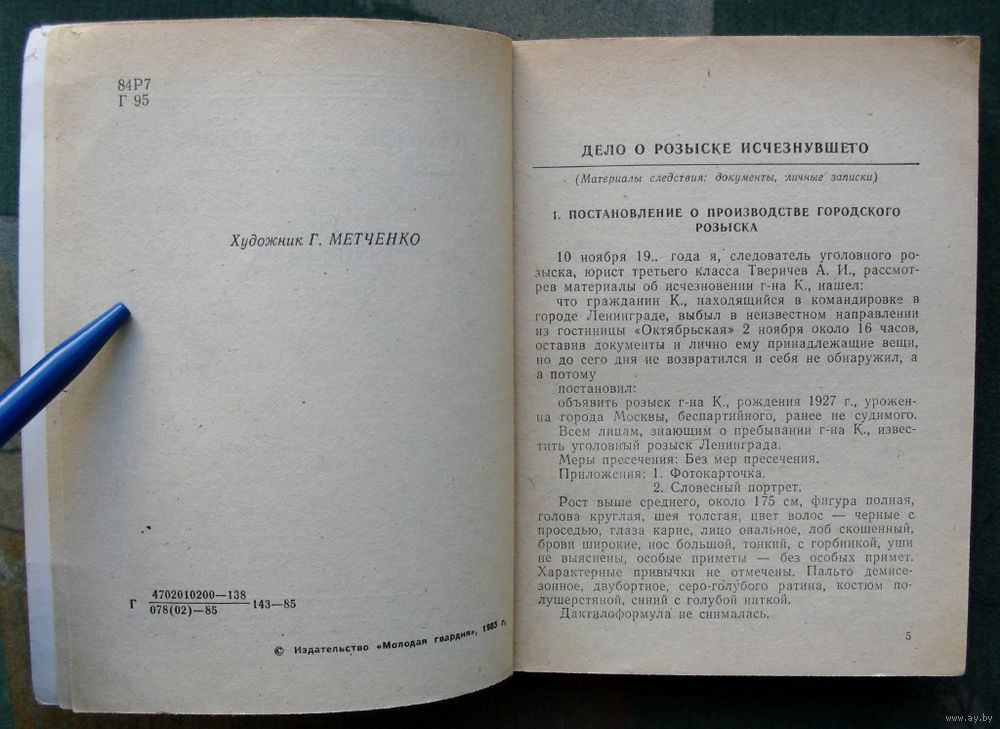 84Р7
Г 95
Художник Г. МЕТЧЕНКО
Г 4702010200—138
078(02)—85 143—85
© Издательство «Молодая гвардия», 1985 г.
ДЕЛО О РОЗЫСКЕ ИСЧЕЗНУВШЕГО
(Материалы следствия: документы, личные записки)
1. ПОСТАНОВЛЕНИЕ О ПРОИЗВОДСТВЕ ГОРОДСКОГО
РОЗЫСКА
10 ноября 19.. года я, следователь уголовного ро-
зыска, юрист третьего класса Тверичев А. И., рассмот-
рев материалы об исчезновении г-на К., нашел:
что гражданин К., находящийся в командировке в
городе Ленинграде, выбыл в неизвестном направлении
из гостиницы «Октябрьская» 2 ноября около 16 часов,
оставив документы и лично ему принадлежащие вещи,
но до сего дня не возвратился и себя не обнаружил, а
а потому
постановил:
объявить розыск г-на К., рождения 1927 г., урожен-
ца города Москвы, беспартийного, ранее не судимого.
Всем лицам, знающим о пребывании г-на К., извес-
тить уголовный розыск Ленинграда.
Меры пресечения: Без мер пресечения.
Приложения: 1. Фотокарточка.
2. Словесный портрет.
Рост выше среднего, около 175 см, фигура полная,
голова круглая, шея толстая, цвет волос — черные с
проседью, глаза карие, лицо овальное, лоб скошенный,
брови широкие, нос большой, тонкий, с горбинкой, уши
не выяснены, особые приметы — без особых примет.
Характерные привычки не отмечены. Пальто демисе-
зонное, двубортное, серо-голубого ратина, костюм по-
лушерстяной, синий с голубой ниткой.
Дактилоформула не снималась.
5
www.ay.by